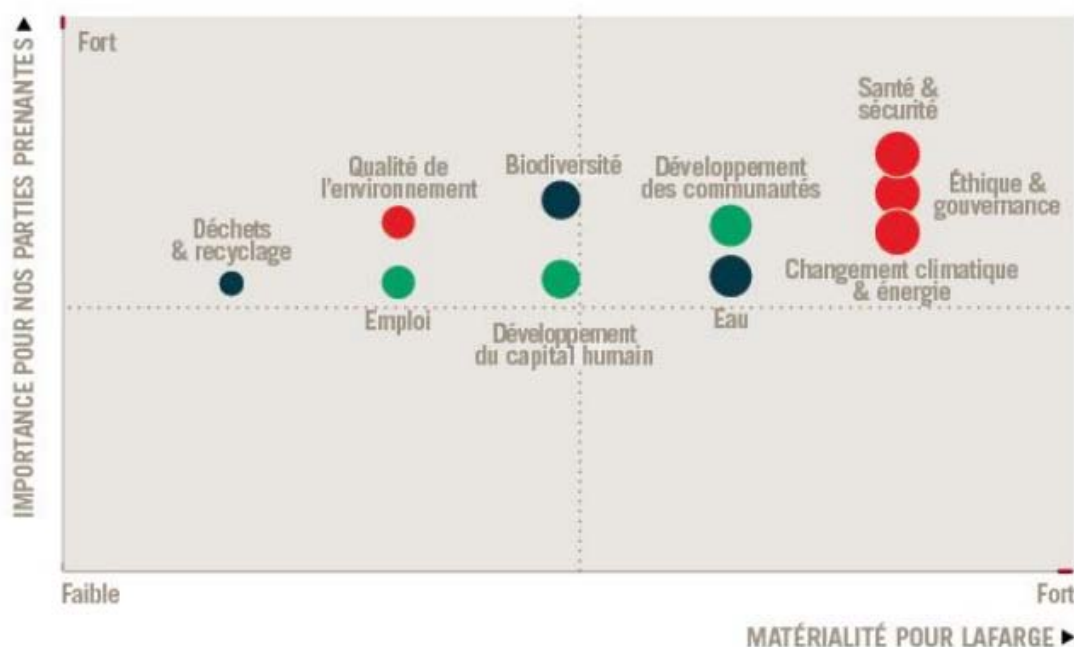 IMPORTANCE POUR NOS PARTIES PRENANTES
Fort
Santé &
sécurité
Qualité de
l'environnement
Biodiversité
Développement
des communautés
Éthique &
gouvernance
Déchets
& recyclage
Changement climatique
& énergie
Emploi
Développement
du capital humain
Eau
Faible
Fort
MATÉRIALITÉ POUR LAFARGE